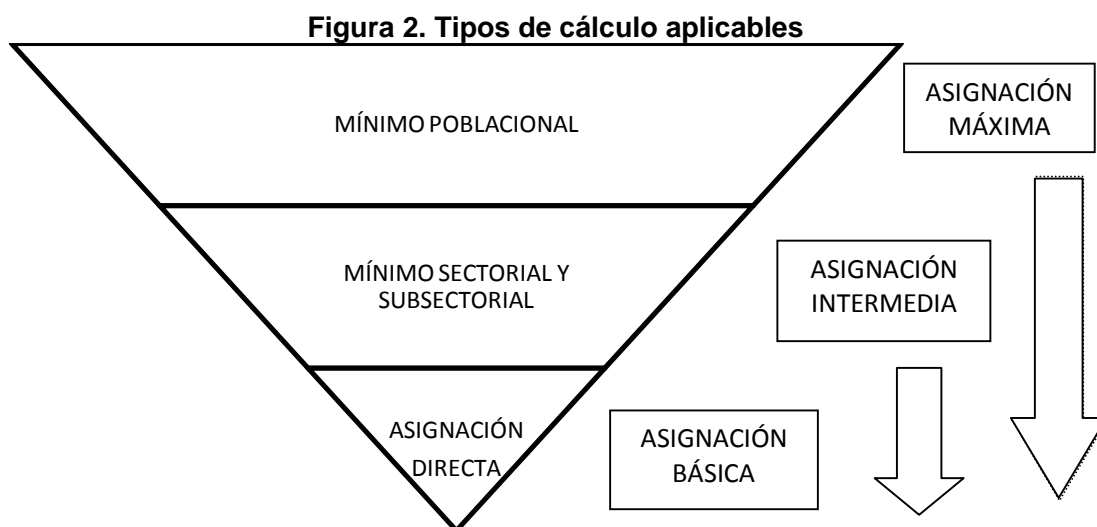 Figura 2. Tipos de cálculo aplicables
MÍNIMO POBLACIONAL
ASIGNACIÓN
MÁXIMA
MÍNIMO SECTORIAL Y
SUBSECTORIAL
ASIGNACIÓN
INTERMEDIA
ASIGNACIÓN
DIRECTA
ASIGNACIÓN
BÁSICA